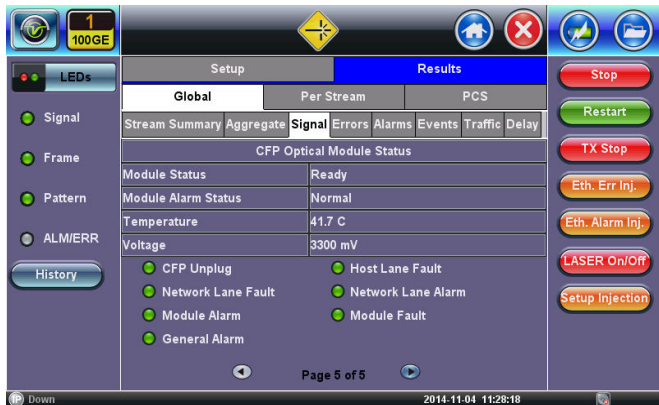 1
100GE
LEDs
Signal
Frame
Pattern
ALM/ERR
History
Setup Results
Global Per Stream PCS
Stream Summary Aggregate Signal Errors Alarms Events Traffic Delay
CFP Optical Module Status
Module Status Ready
Module Alarm Status Normal
Temperature 41.7 C
Voltage 3300 mV
CFP Unplug Host Lane Fault
Network Lane Fault Network Lane Alarm
Module Alarm Module Fault
General Alarm
Page 5 of 5
Stop
Restart
TX Stop
Eth. Err Inj.
Eth. Alarm Inj.
LASER On/Off
Setup Injection
IP Down 2014-11-04 11:28:18